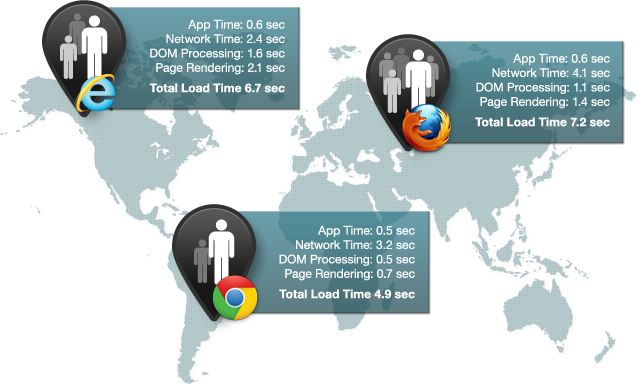 App Time: 0.6 sec
Network Time: 2.4 sec
DOM Processing: 1.6 sec
Page Rendering: 2.1 sec
Total Load Time 6.7 sec
App Time: 0.6 sec
Network Time: 4.1 sec
DOM Processing: 1.1 sec
Page Rendering: 1.4 sec
Total Load Time 7.2 sec
App Time: 0.5 sec
Network Time: 3.2 sec
DOM Processing: 0.5 sec
Page Rendering: 0.7 sec
Total Load Time 4.9 sec